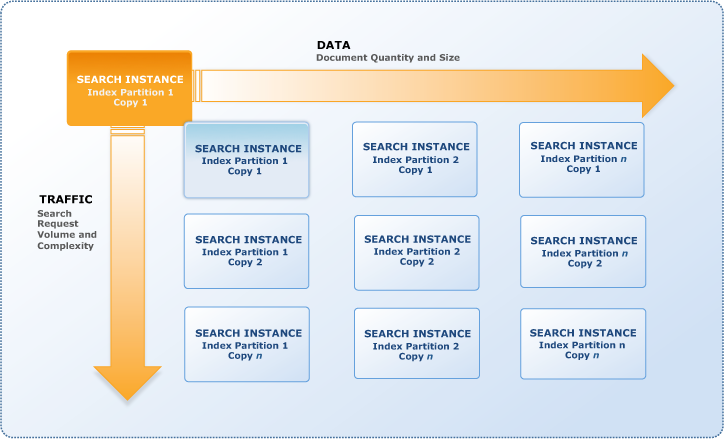 DATA
Document Quantity and Size
SEARCH INSTANCE
Index Partition 1
Copy 1
TRAFFIC
Search
Request
Volume and
Complexity
SEARCH INSTANCE
Index Partition 1
Copy 1
SEARCH INSTANCE
Index Partition 2
Copy 1
SEARCH INSTANCE
Index Partition n
Copy 1
SEARCH INSTANCE
Index Partition 1
Copy 2
SEARCH INSTANCE
Index Partition 2
Copy 2
SEARCH INSTANCE
Index Partition n
Copy 2
SEARCH INSTANCE
Index Partition 1
Copy n
SEARCH INSTANCE
Index Partition 2
Copy n
SEARCH INSTANCE
Index Partition n
Copy n